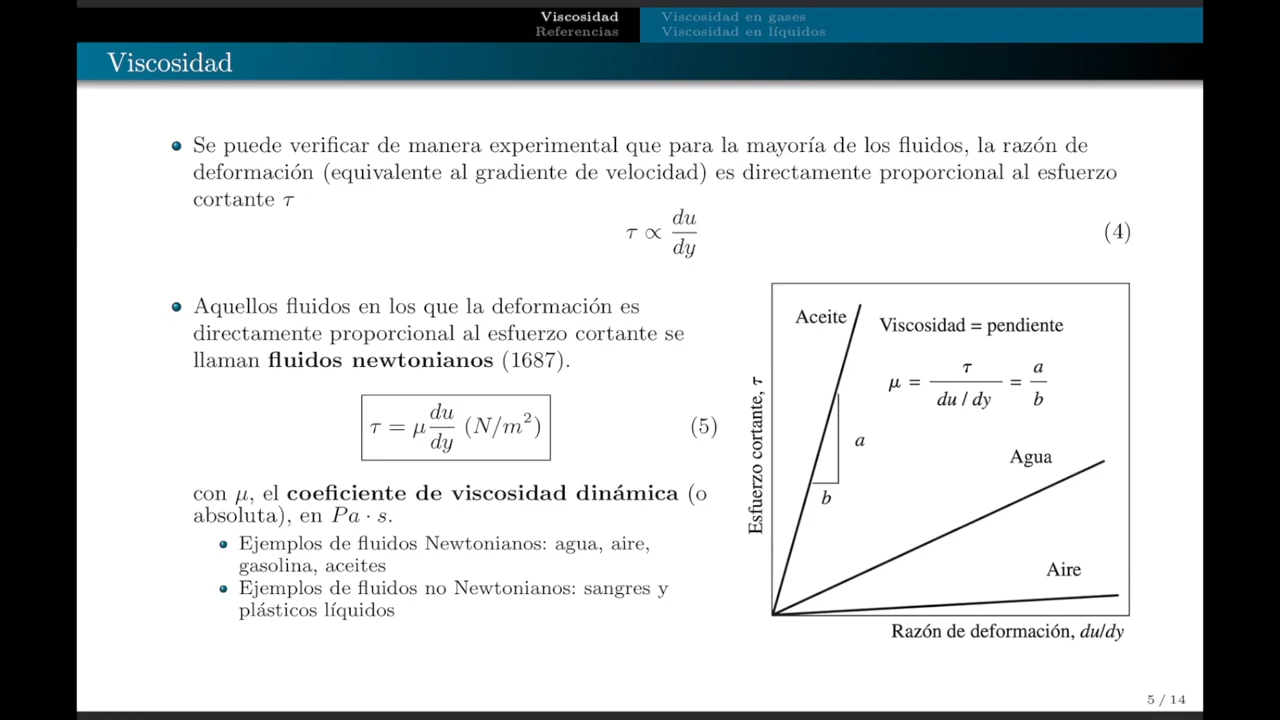 Viscosidad
Referencias
Viscosidad en gases
Viscosidad en líquidos
Viscosidad
Se puede verificar de manera experimental que para la mayoría de los fluidos, la razón de
deformación (equivalente al gradiente de velocidad) es directamente proporcional al esfuerzo
cortante τ
τ ∝ du/dy (4)
Aquellos fluidos en los que la deformación es
directamente proporcional al esfuerzo cortante se
llaman fluidos newtonianos (1687).
τ = μ du/dy (N/m²) (5)
con μ, el coeficiente de viscosidad dinámica (o
absoluta), en Pa · s.
Ejemplos de fluidos Newtonianos: agua, aire,
gasolina, aceites
Ejemplos de fluidos no Newtonianos: sangres y
plásticos líquidos
Aceite
Viscosidad = pendiente
μ = τ / (du / dy) = a / b
a
b
Agua
Aire
Esfuerzo cortante, τ
Razón de deformación, du/dy
5 / 14